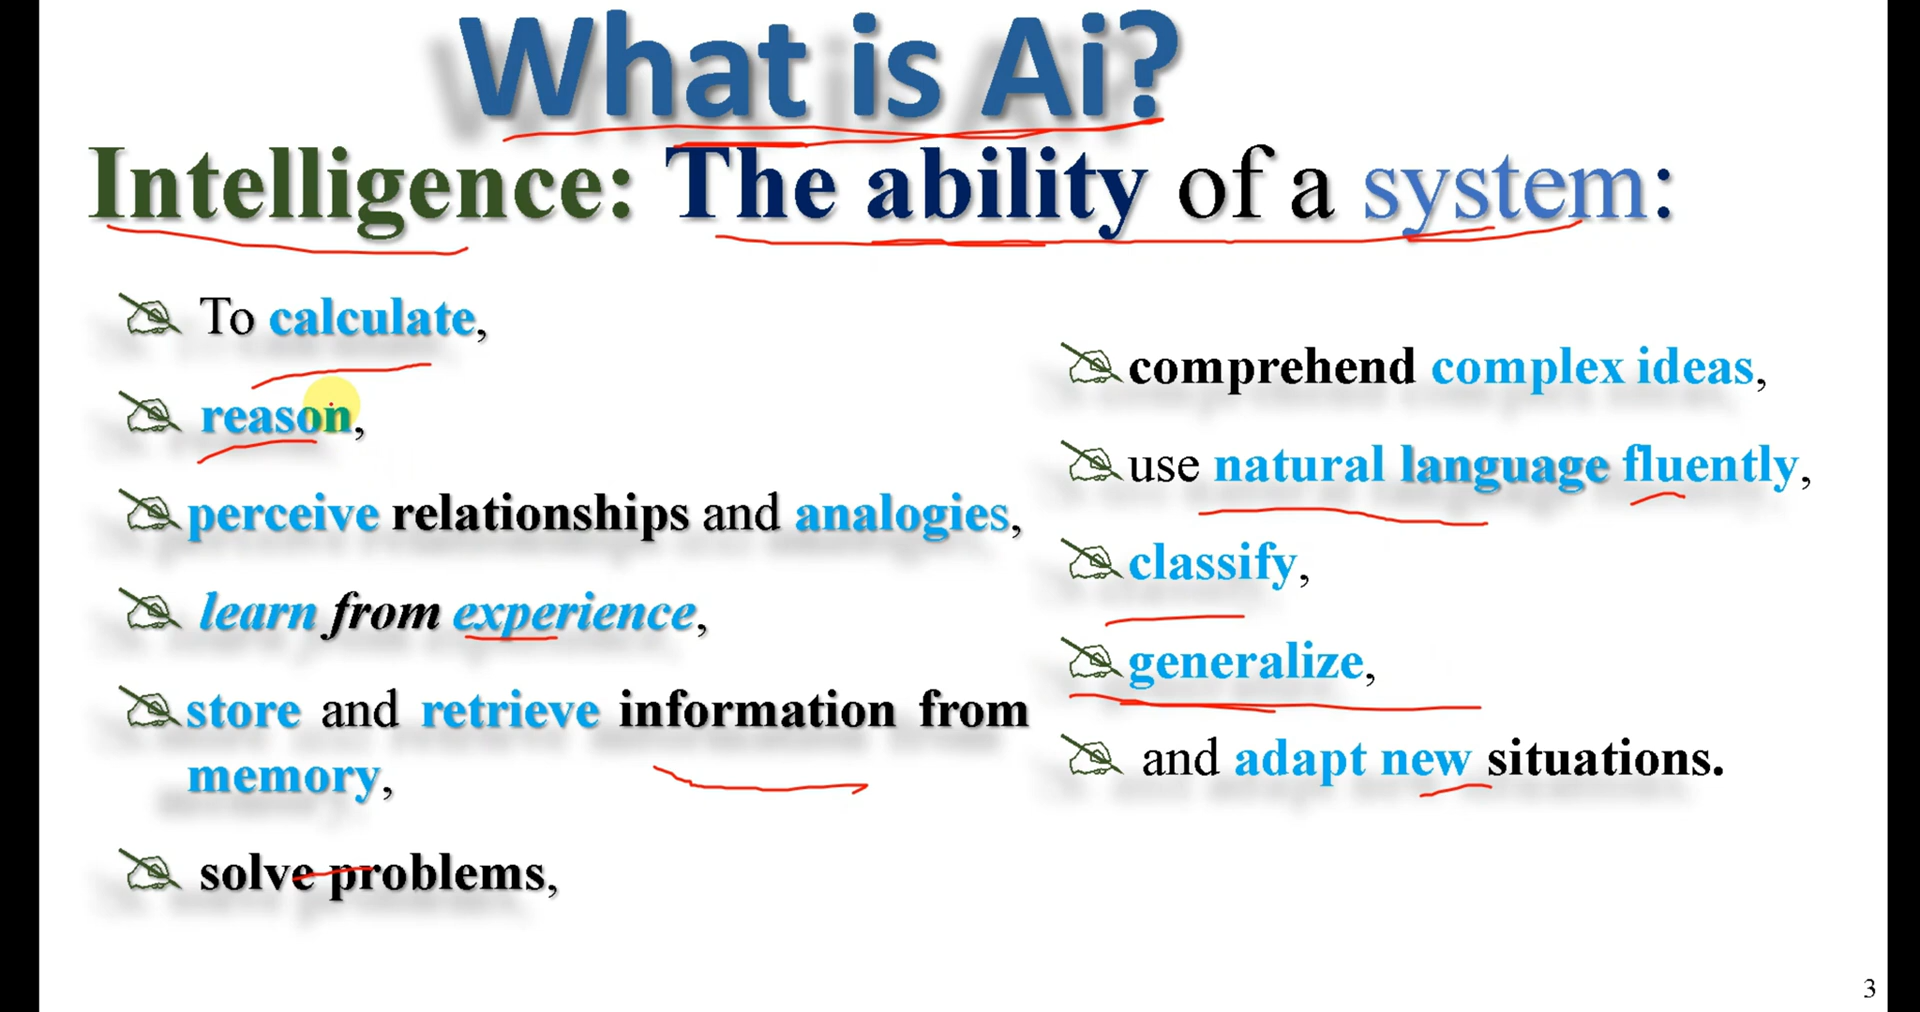 What is Ai?
Intelligence: The ability of a system:
To calculate,
reason,
perceive relationships and analogies,
learn from experience,
store and retrieve information from
memory,
solve problems,
comprehend complex ideas,
use natural language fluently,
classify,
generalize,
and adapt new situations.
3